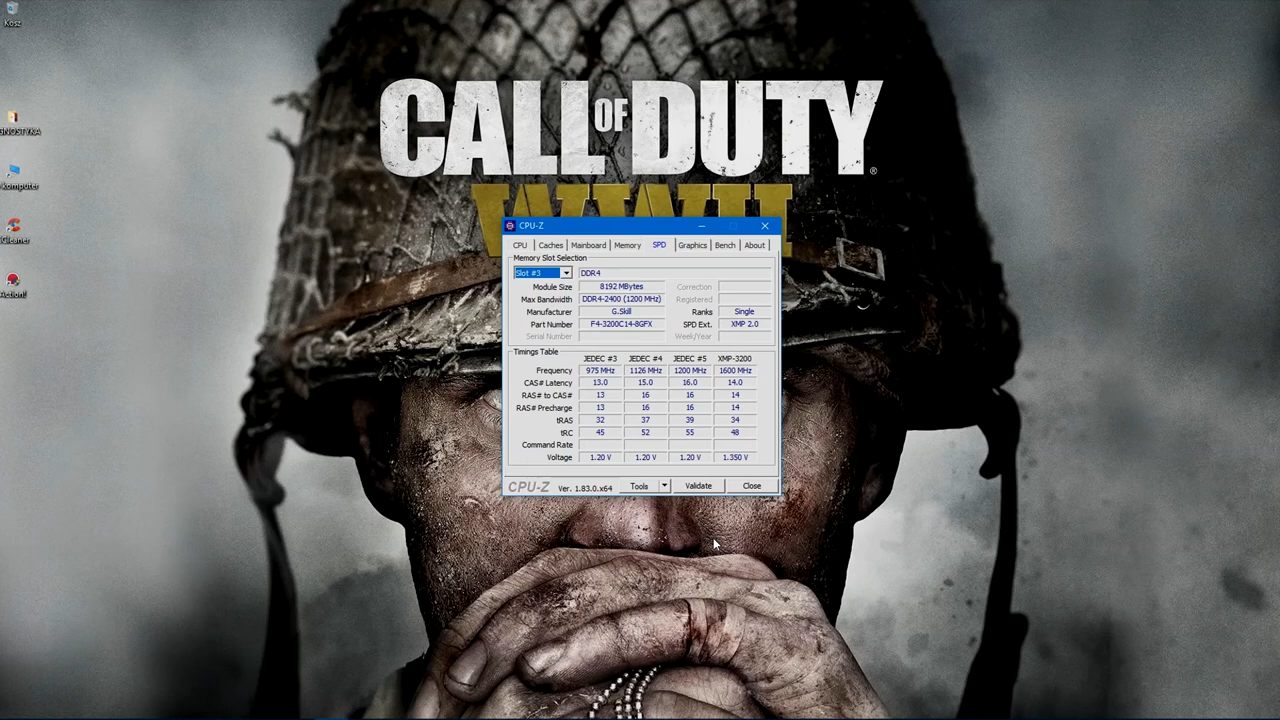 Kosz
GNOSTYKA
komputer
CCleaner
Action!
CALL OF DUTY®
WWII
CPU-Z
CPU Caches Mainboard Memory SPD Graphics Bench About
Memory Slot Selection
Slot #3 DDR4
Module Size 8192 MBytes Correction
Max Bandwidth DDR4-2400 (1200 MHz) Registered
Manufacturer G.Skill Ranks Single
Part Number F4-3200C14-8GFX SPD Ext. XMP 2.0
Serial Number Week/Year
Timings Table
JEDEC #3 JEDEC #4 JEDEC #5 XMP-3200
Frequency 975 MHz 1126 MHz 1200 MHz 1600 MHz
CAS# Latency 13.0 15.0 16.0 14.0
RAS# to CAS# 13 16 16 14
RAS# Precharge 13 16 16 14
tRAS 32 37 39 34
tRC 45 52 55 48
Command Rate
Voltage 1.20 V 1.20 V 1.20 V 1.350 V
CPU-Z Ver. 1.83.0.x64 Tools Validate Close